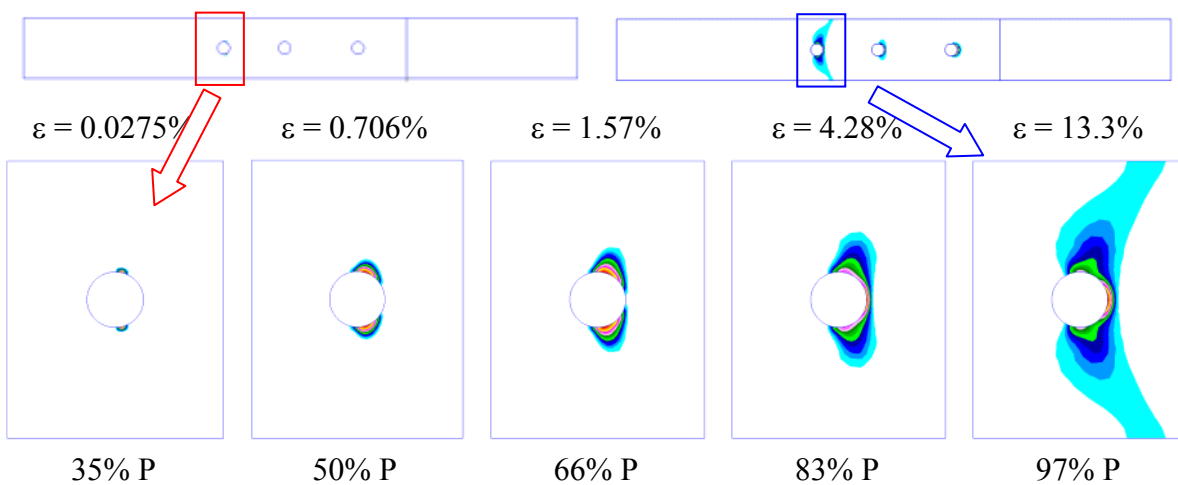 ε = 0.0275% ε = 0.706% ε = 1.57% ε = 4.28% ε = 13.3%
35% P 50% P 66% P 83% P 97% P